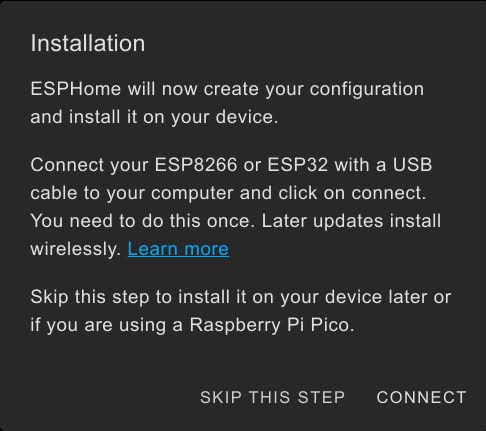 Installation
ESPHome will now create your configuration
and install it on your device.
Connect your ESP8266 or ESP32 with a USB
cable to your computer and click on connect.
You need to do this once. Later updates install
wirelessly. Learn more
Skip this step to install it on your device later or
if you are using a Raspberry Pi Pico.
SKIP THIS STEP CONNECT